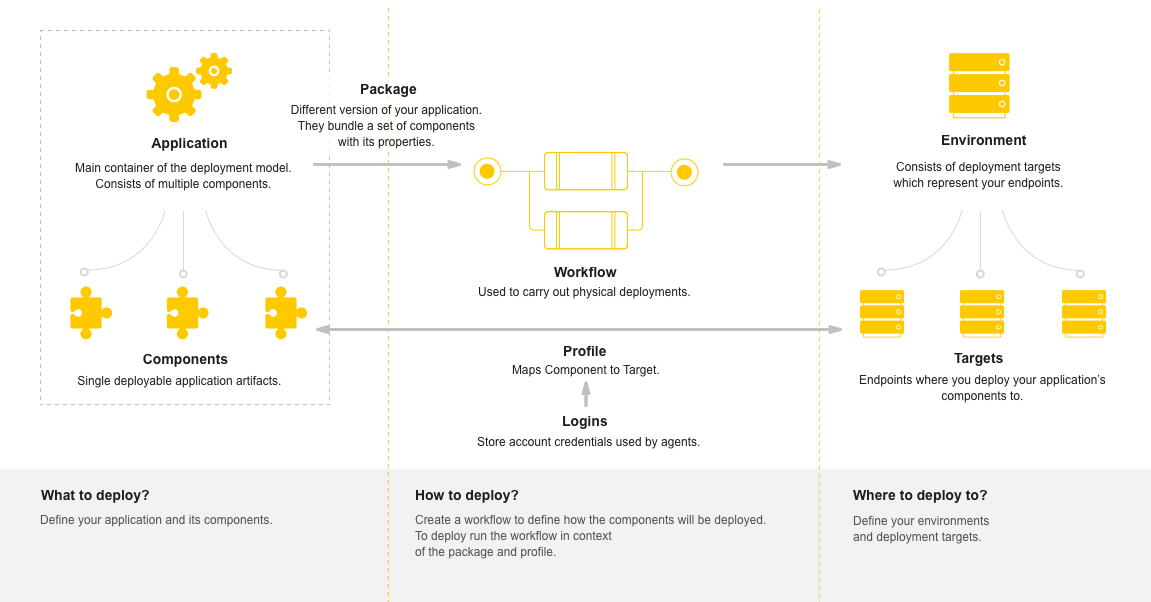 Package
Different version of your application.
They bundle a set of components
with its properties.
Application
Main container of the deployment model.
Consists of multiple components.
Components
Single deployable application artifacts.
Workflow
Used to carry out physical deployments.
Profile
Maps Component to Target.
Logins
Store account credentials used by agents.
Environment
Consists of deployment targets
which represent your endpoints.
Targets
Endpoints where you deploy your application’s
components to.
What to deploy?
Define your application and its components.
How to deploy?
Create a workflow to define how the components will be deployed.
To deploy run the workflow in context
of the package and profile.
Where to deploy to?
Define your environments
and deployment targets.